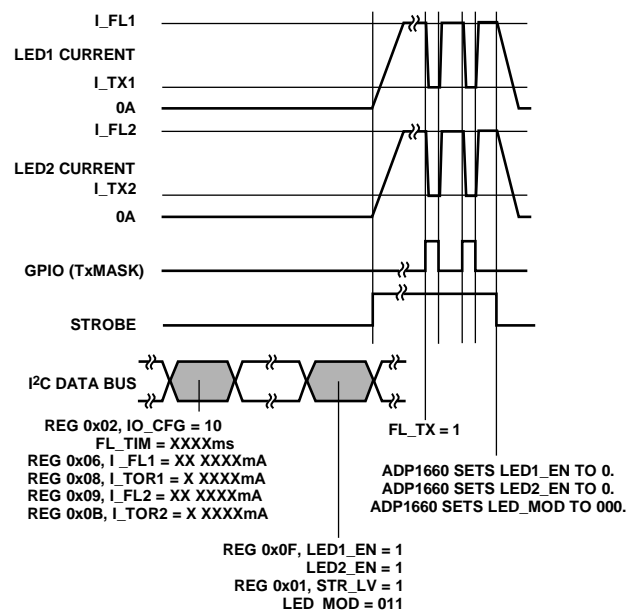 I_FL1
LED1 CURRENT
I_TX1
0A
I_FL2
LED2 CURRENT
I_TX2
0A
GPIO (TxMASK)
STROBE
I2C DATA BUS
REG 0x02, IO_CFG = 10
FL_TIM = XXXXms
REG 0x06, I _FL1 = XX XXXXmA
REG 0x08, I_TOR1 = X XXXXmA
REG 0x09, I_FL2 = XX XXXXmA
REG 0x0B, I_TOR2 = X XXXXmA
FL_TX = 1
ADP1660 SETS LED1_EN TO 0.
ADP1660 SETS LED2_EN TO 0.
ADP1660 SETS LED_MOD TO 000.
REG 0x0F, LED1_EN = 1
LED2_EN = 1
REG 0x01, STR_LV = 1
LED_MOD = 011